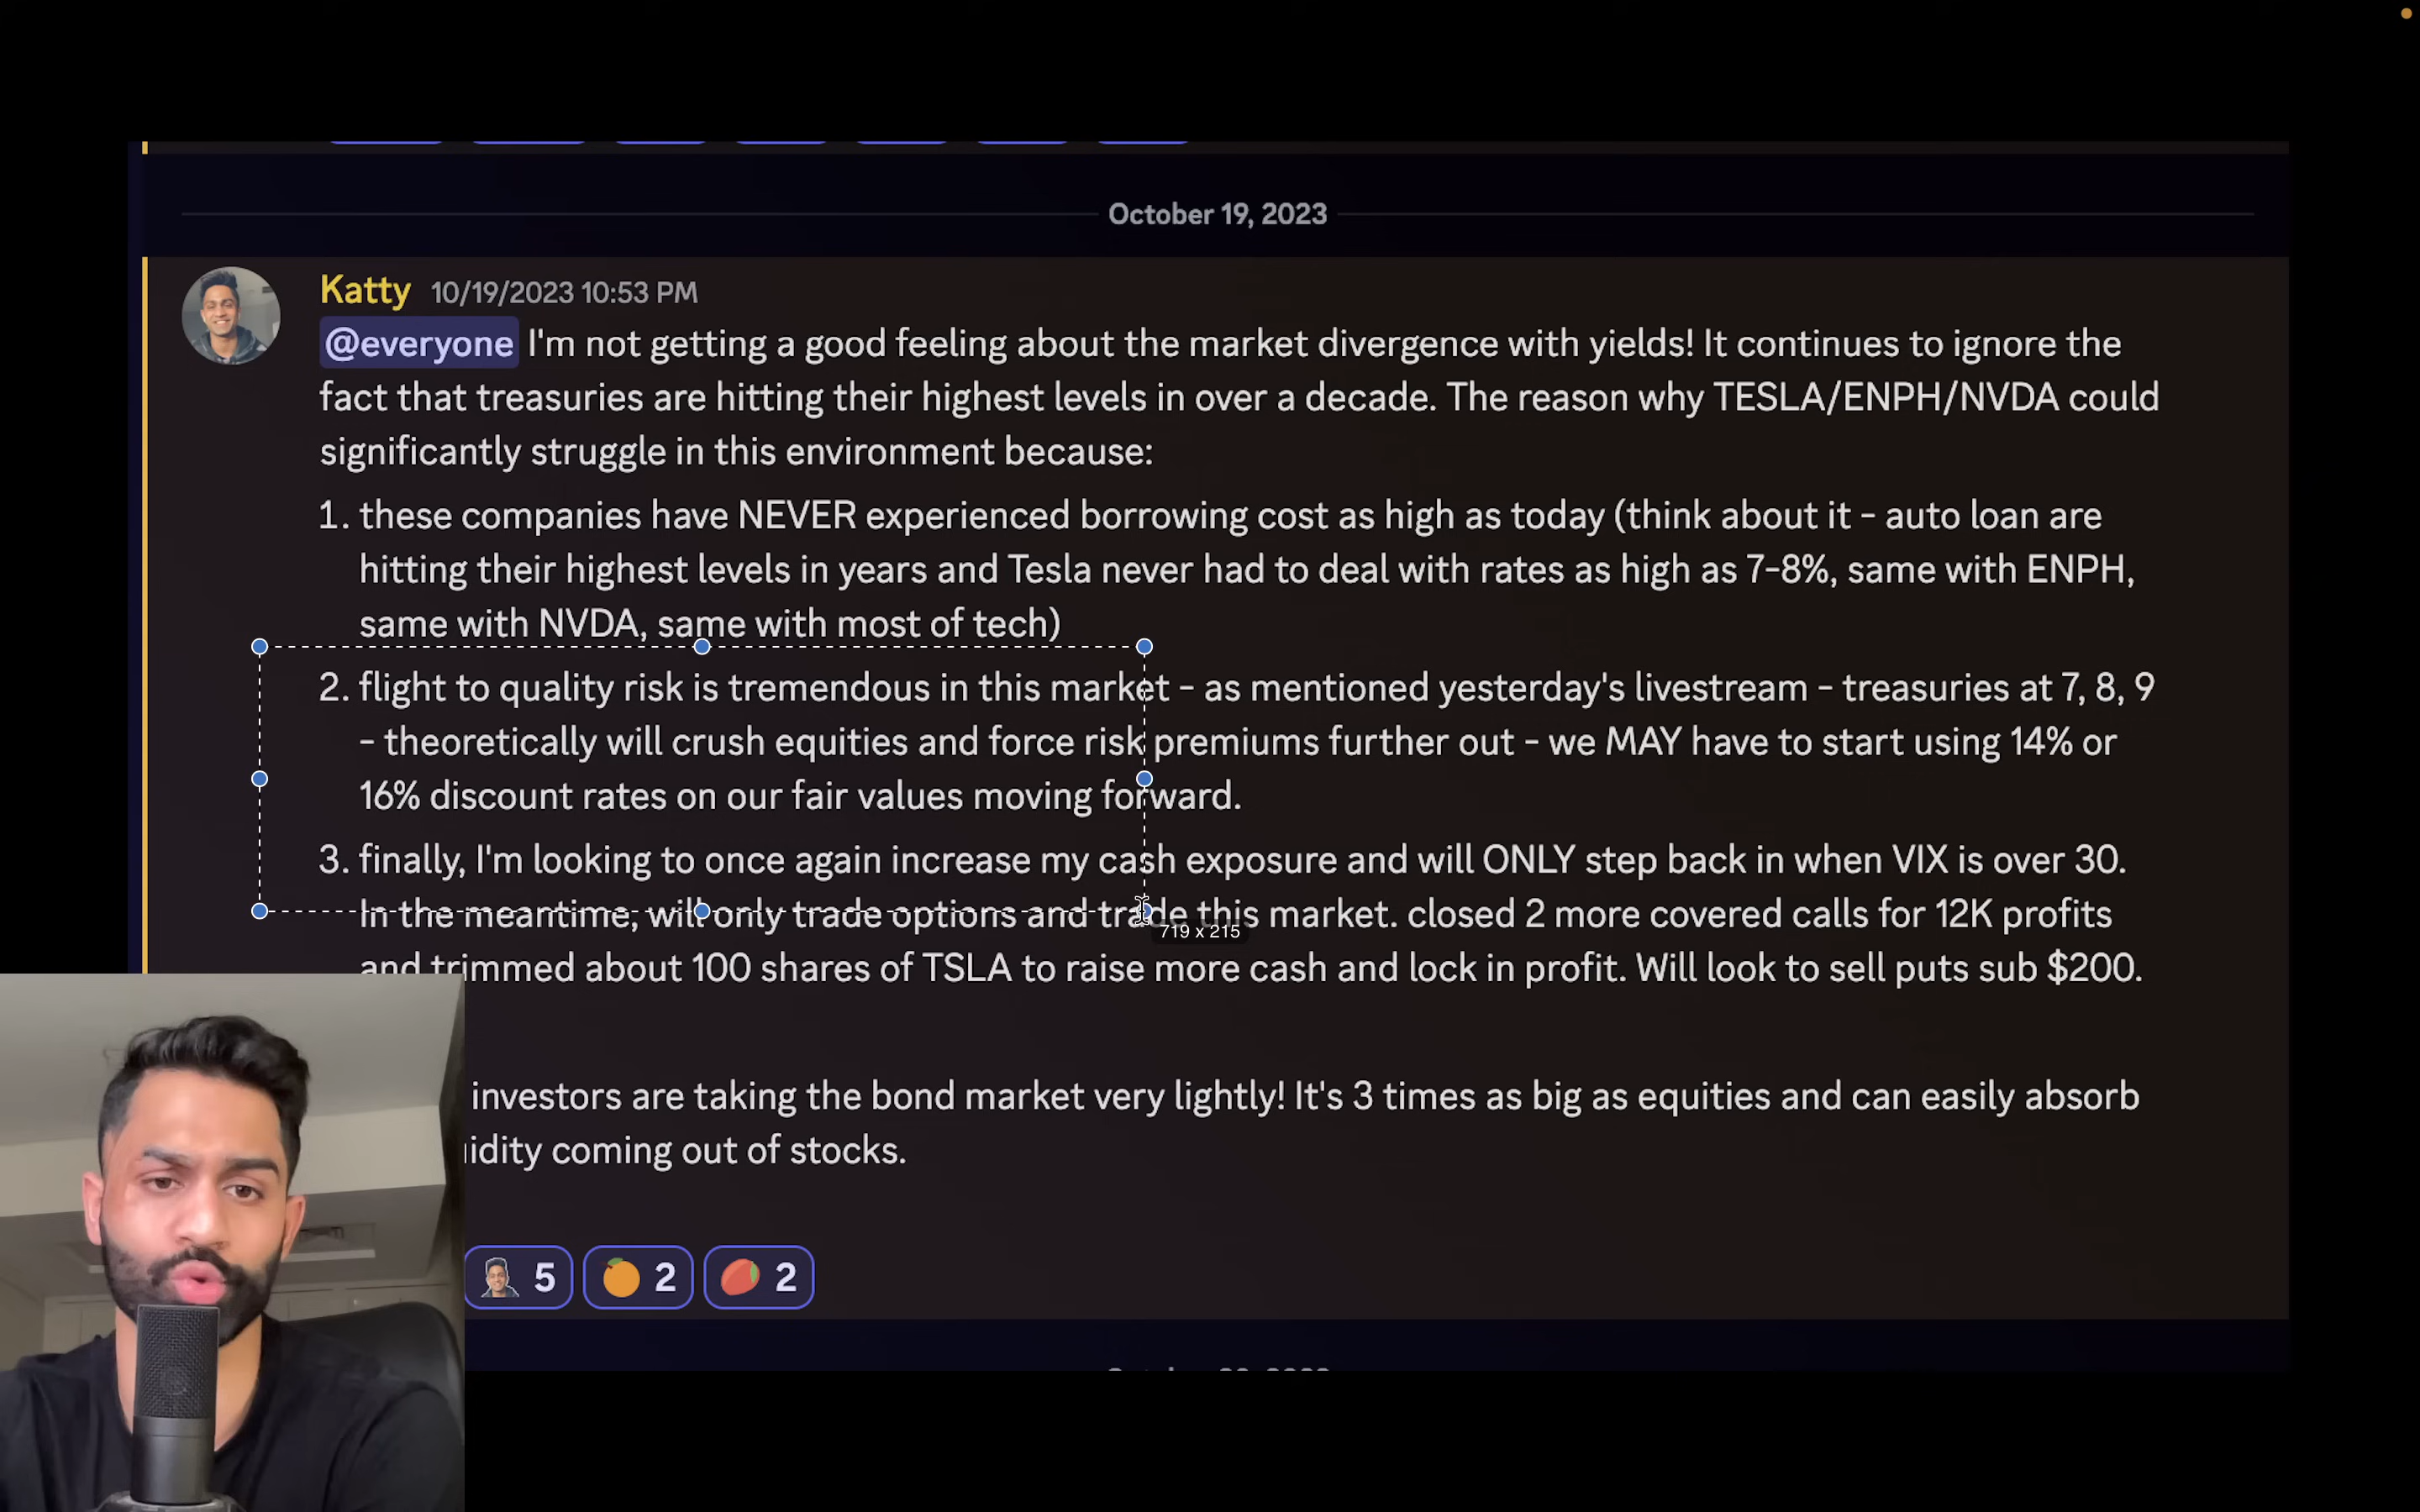 October 19, 2023
Katty 10/19/2023 10:53 PM
@everyone I'm not getting a good feeling about the market divergence with yields! It continues to ignore the
fact that treasuries are hitting their highest levels in over a decade. The reason why TESLA/ENPH/NVDA could
significantly struggle in this environment because:
1. these companies have NEVER experienced borrowing cost as high as today (think about it - auto loan are
hitting their highest levels in years and Tesla never had to deal with rates as high as 7-8%, same with ENPH,
same with NVDA, same with most of tech)
2. flight to quality risk is tremendous in this market - as mentioned yesterday's livestream - treasuries at 7, 8, 9
- theoretically will crush equities and force risk premiums further out - we MAY have to start using 14% or
16% discount rates on our fair values moving forward.
3. finally, I'm looking to once again increase my cash exposure and will ONLY step back in when VIX is over 30.
In the meantime, will only trade options and trade this market. closed 2 more covered calls for 12K profits
719 x 215
and trimmed about 100 shares of TSLA to raise more cash and lock in profit. Will look to sell puts sub $200.
investors are taking the bond market very lightly! It's 3 times as big as equities and can easily absorb
coming out of stocks.
5 2 2